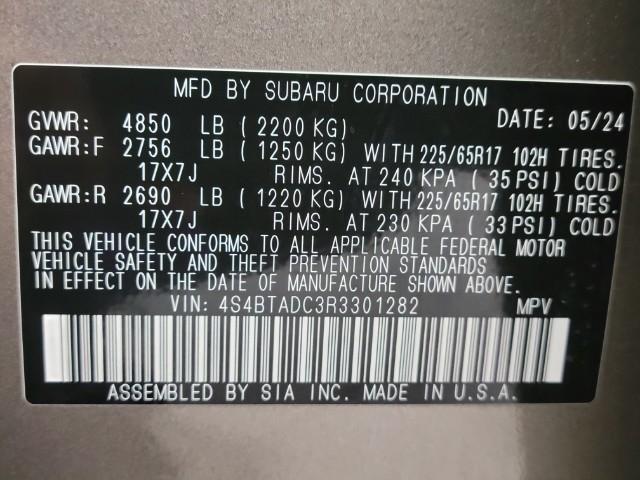 MFD BY SUBARU CORPORATION
GVWR: 4850 LB ( 2200 KG) DATE: 05/24
GAWR:F 2756 LB ( 1250 KG) WITH 225/65R17 102H TIRES.
17X7J RIMS. AT 240 KPA ( 35 PSI) COLD
GAWR:R 2690 LB ( 1220 KG) WITH 225/65R17 102H TIRES.
17X7J RIMS. AT 230 KPA ( 33 PSI) COLD
THIS VEHICLE CONFORMS TO ALL APPLICABLE FEDERAL MOTOR
VEHICLE SAFETY AND THEFT PREVENTION STANDARDS
IN EFFECT ON THE DATE OF MANUFACTURE SHOWN ABOVE.
VIN: 4S4BTADC3R3301282 MPV
ASSEMBLED BY SIA INC. MADE IN U.S.A.